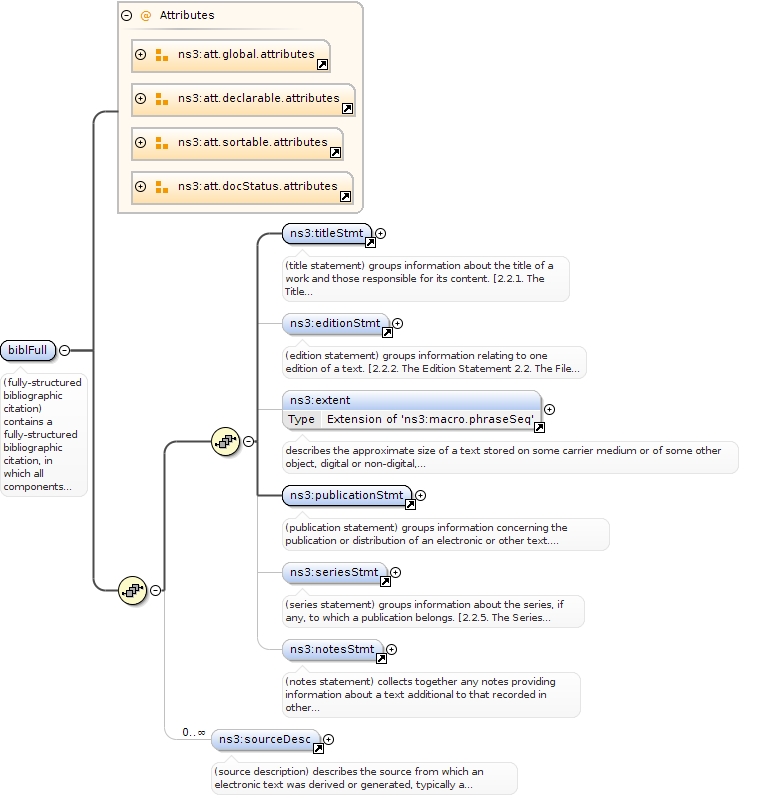 Attributes
ns3:att.global.attributes
ns3:att.declarable.attributes
ns3:att.sortable.attributes
ns3:att.docStatus.attributes
ns3:titleStmt
(title statement) groups information about the title of a
work and those responsible for its content. [2.2.1. The
Title...
ns3:editionStmt
(edition statement) groups information relating to one
edition of a text. [2.2.2. The Edition Statement 2.2. The File...
biblFull
(fully-structured
bibliographic
citation)
contains a
fully-structured
bibliographic
citation, in
which all
components...
ns3:extent
Type Extension of 'ns3:macro.phraseSeq'
describes the approximate size of a text stored on some carrier medium or of some other
object, digital or non-digital,...
ns3:publicationStmt
(publication statement) groups information concerning the
publication or distribution of an electronic or other text....
ns3:seriesStmt
(series statement) groups information about the series, if
any, to which a publication belongs. [2.2.5. The Series...
ns3:notesStmt
(notes statement) collects together any notes providing
information about a text additional to that recorded in
other...
0..∞
ns3:sourceDesc
(source description) describes the source from which an
electronic text was derived or generated, typically a...